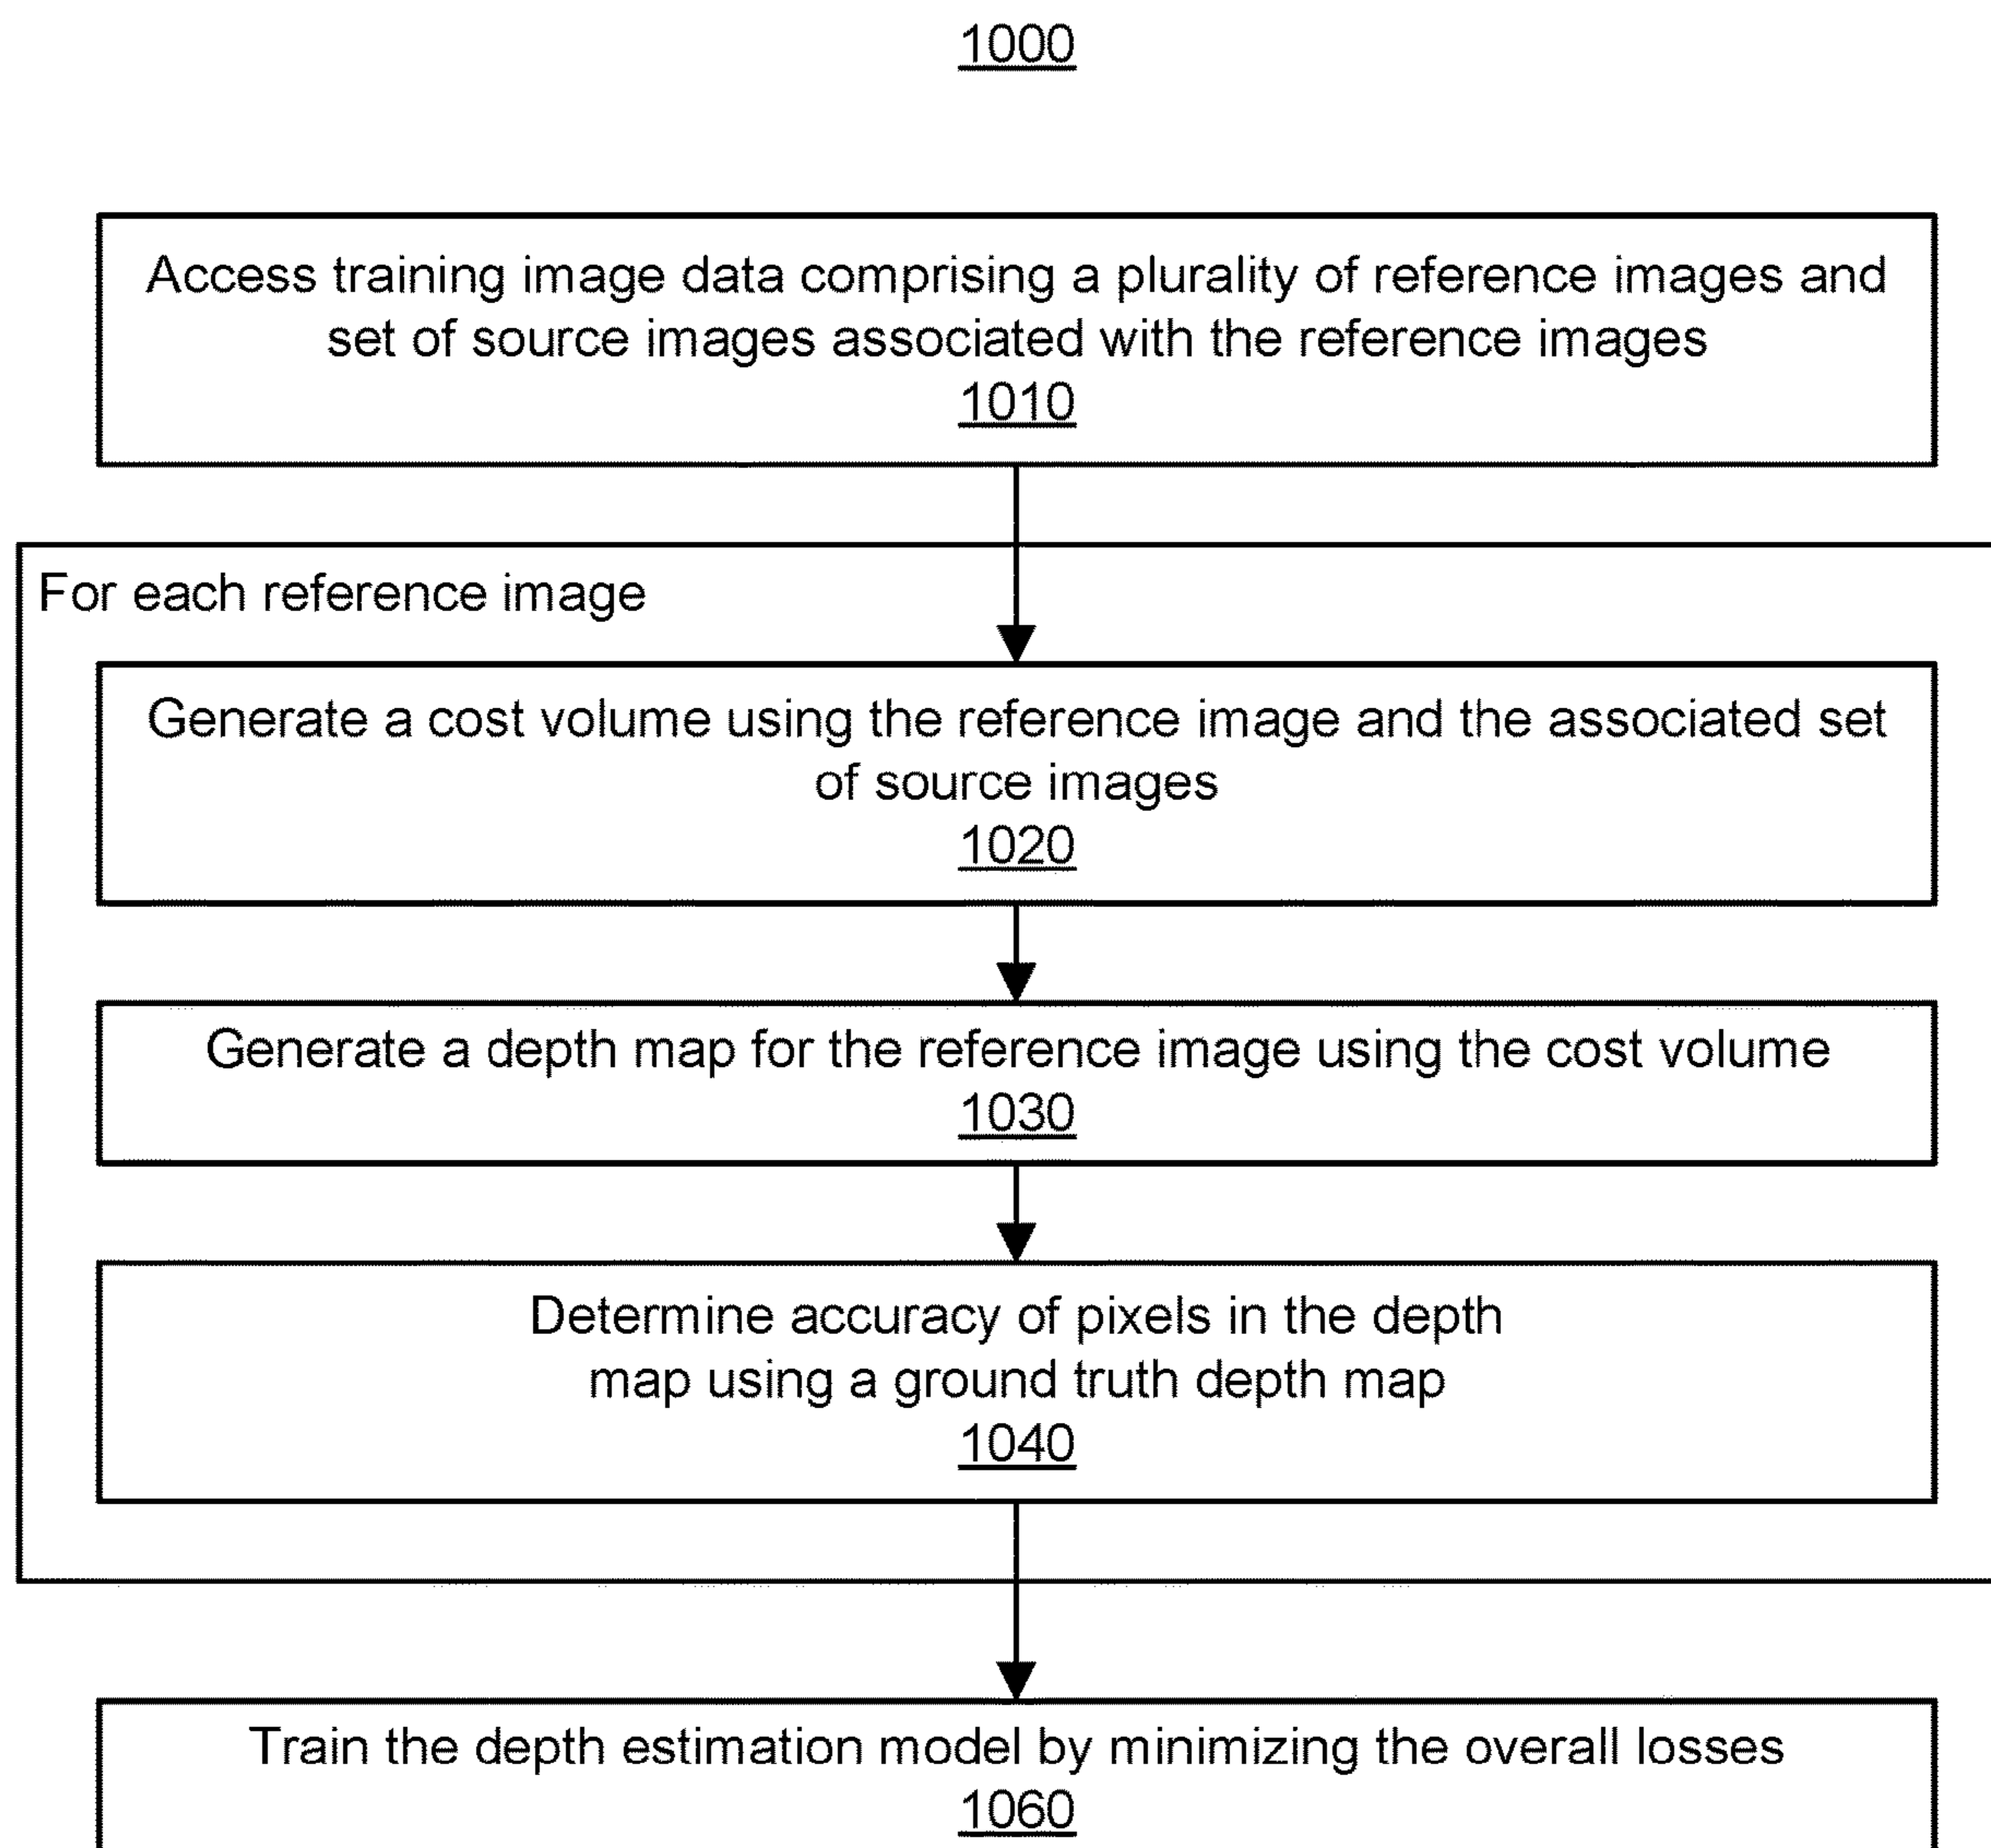 1000
Access training image data comprising a plurality of reference images and
set of source images associated with the reference images
1010
For each reference image
Generate a cost volume using the reference image and the associated set
of source images
1020
Generate a depth map for the reference image using the cost volume
1030
Determine accuracy of pixels in the depth
map using a ground truth depth map
1040
Train the depth estimation model by minimizing the overall losses
1060